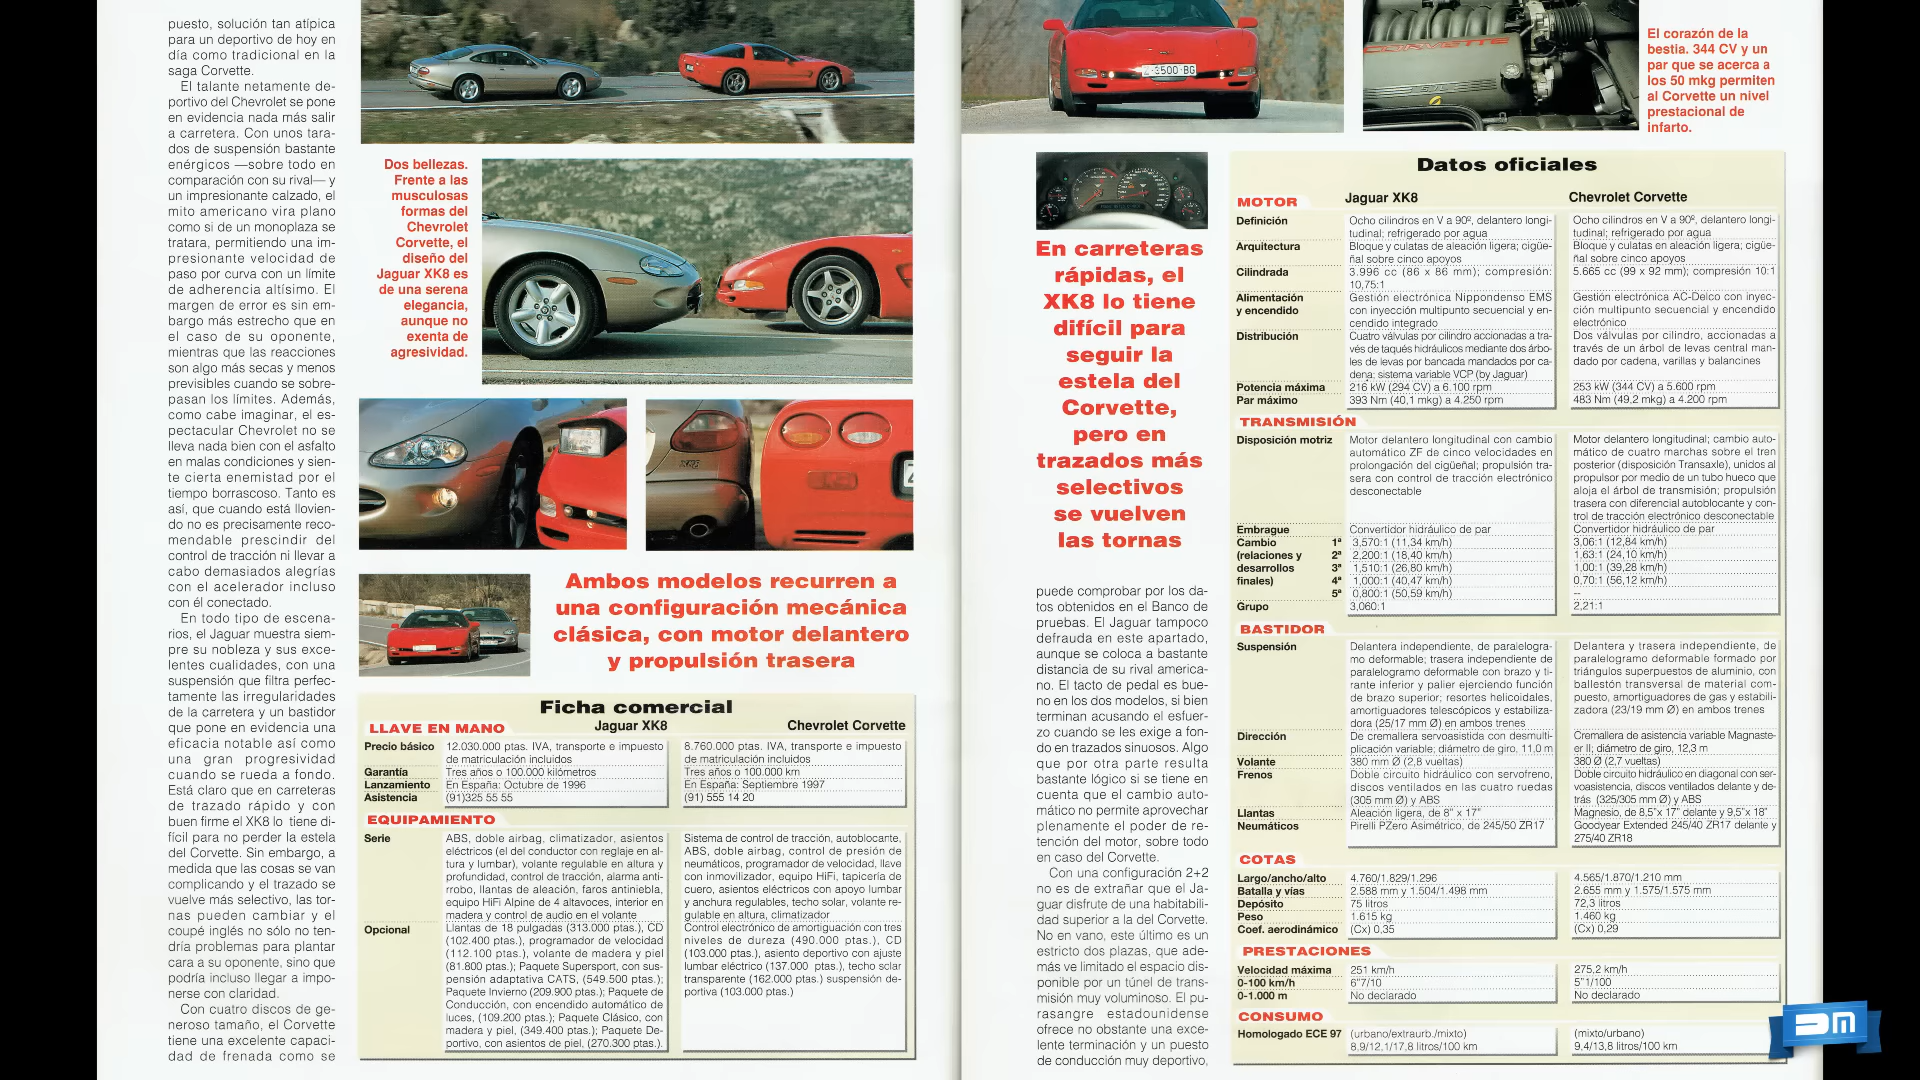 puesto, solución tan atípica
para un deportivo de hoy en
día como tradicional en la
saga Corvette.
El talante netamente de-
portivo del Chevrolet se pone
en evidencia nada más salir
a carretera. Con unos tara-
dos de suspensión bastante
enérgicos —sobre todo en
comparación con su rival— y
un impresionante calzado, el
mito americano vira plano
como si de un monoplaza se
tratara, permitiendo una im-
presionante velocidad de
paso por curva con un límite
de adherencia altísimo. El
margen de error es sin em-
bargo más estrecho que en
el caso de su oponente,
mientras que las reacciones
son algo más secas y menos
previsibles cuando se sobre-
pasan los límites. Además,
como cabe imaginar, el es-
pectacular Chevrolet no se
lleva nada bien con el asfalto
en malas condiciones y sien-
te cierta enemistad por el
tiempo borrascoso. Tanto es
así, que cuando está llovien-
do no es precisamente reco-
mendable prescindir del
control de tracción ni llevar a
cabo demasiados alegrías
con el acelerador incluso
con él conectado.
En todo tipo de escena-
rios, el Jaguar muestra siem-
pre su nobleza y sus exce-
lentes cualidades, con una
suspensión que filtra perfec-
tamente las irregularidades
de la carretera y un bastidor
que pone en evidencia una
eficacia notable así como
una gran progresividad
cuando se rueda a fondo.
Está claro que en carreteras
de trazado rápido y con
buen firme el XK8 lo tiene di-
fícil para no perder la estela
del Corvette. Sin embargo, a
medida que las cosas se van
complicando y el trazado se
vuelve más selectivo, las tor-
nas pueden cambiar y el
coupé inglés no sólo no ten-
dría problemas para plantar
cara a su oponente, sino que
podría incluso llegar a impo-
nerse con claridad.
Con cuatro discos de ge-
neroso tamaño, el Corvette
tiene una excelente capaci-
dad de frenada como se
Dos bellezas.
Frente a las
musculosas
formas del
Chevrolet
Corvette, el
diseño del
Jaguar XK8 es
de una serena
elegancia,
aunque no
exenta de
agresividad.
XK8
Ambos modelos recurren a
una configuración mecánica
clásica, con motor delantero
y propulsión trasera
Ficha comercial
LLAVE EN MANO Jaguar XK8 Chevrolet Corvette
Precio básico 12.030.000 ptas. IVA, transporte e impuesto 8.760.000 ptas. IVA, transporte e impuesto
de matriculación incluidos de matriculación incluidos
Garantía Tres años o 100.000 kilómetros Tres años o 100.000 km
Lanzamiento En España: Octubre de 1996 En España: Septiembre 1997
Asistencia (91)325 55 55 (91) 555 14 20
EQUIPAMIENTO
Serie ABS, doble airbag, climatizador, asientos Sistema de control de tracción, autoblocante,
eléctricos (el del conductor con reglaje en al- ABS, doble airbag, control de presión de
tura y lumbar), volante regulable en altura y neumáticos, programador de velocidad, llave
profundidad, control de tracción, alarma anti- con inmovilizador, equipo HiFi, tapicería de
rrobo, llantas de aleación, faros antiniebla, cuero, asientos eléctricos con apoyo lumbar
equipo HiFi Alpine de 4 altavoces, interior en y anchura regulables, techo solar, volante re-
madera y control de audio en el volante gulable en altura, climatizador
Opcional Llantas de 18 pulgadas (313.000 ptas.), CD Control electrónico de amortiguación con tres
(102.400 ptas.), programador de velocidad niveles de dureza (490.000 ptas.), CD
(112.100 ptas.), volante de madera y piel (103.000 ptas.), asiento deportivo con ajuste
(81.800 ptas.); Paquete Supersport, con sus- lumbar eléctrico (137.000 ptas.), techo solar
pensión adaptativa CATS, (549.500 ptas.); transparente (162.000 ptas.) suspensión de-
Paquete Invierno (209.900 ptas.); Paquete de portiva (103.000 ptas.)
Conducción, con encendido automático de
luces, (109.200 ptas.); Paquete Clásico, con
madera y piel, (349.400 ptas.); Paquete De-
portivo, con asientos de piel, (270.300 ptas.).
3500 BG
CORVETTE
El corazón de la
bestia. 344 CV y un
par que se acerca a
los 50 mkg permiten
al Corvette un nivel
prestacional de
infarto.
En carreteras
rápidas, el
XK8 lo tiene
difícil para
seguir la
estela del
Corvette,
pero en
trazados más
selectivos
se vuelven
las tornas
puede comprobar por los da-
tos obtenidos en el Banco de
pruebas. El Jaguar tampoco
defrauda en este apartado,
aunque se coloca a bastante
distancia de su rival america-
no. El tacto de pedal es bue-
no en los dos modelos, si bien
terminan acusando el esfuer-
zo cuando se les exige a fon-
do en trazados sinuosos. Algo
que por otra parte resulta
bastante lógico si se tiene en
cuenta que el cambio auto-
mático no permite aprovechar
plenamente el poder de re-
tención del motor, sobre todo
en caso del Corvette.
Con una configuración 2+2
no es de extrañar que el Ja-
guar disfrute de una habitabili-
dad superior a la del Corvette.
No en vano, este último es un
estricto dos plazas, que ade-
más ve limitado el espacio dis-
ponible por un túnel de trans-
misión muy voluminoso. El pu-
rasangre estadounidense
ofrece no obstante una exce-
lente terminación y un puesto
de conducción muy deportivo,
Datos oficiales
MOTOR Jaguar XK8 Chevrolet Corvette
Definición Ocho cilindros en V a 90º, delantero longi- Ocho cilindros en V a 90º, delantero longi-
tudinal; refrigerado por agua tudinal; refrigerado por agua
Arquitectura Bloque y culatas de aleación ligera; cigüe- Bloque y culatas en aleación ligera; cigüe-
ñal sobre cinco apoyos ñal sobre cinco apoyos
Cilindrada 3.996 cc (86 x 86 mm); compresión: 5.665 cc (99 x 92 mm); compresión 10:1
10,75:1
Alimentación Gestión electrónica Nippondenso EMS Gestión electrónica AC-Delco con inyec-
y encendido con inyección multipunto secuencial y en- ción multipunto secuencial y encendido
cendido integrado electrónico
Distribución Cuatro válvulas por cilindro accionadas a tra- Dos válvulas por cilindro, accionadas a
vés de taqués hidráulicos mediante dos árbo- través de un árbol de levas central man-
les de levas por bancada mandados por ca- dado por cadena, varillas y balancines
dena; sistema variable VCP (by Jaguar)
Potencia máxima 216 kW (294 CV) a 6.100 rpm 253 kW (344 CV) a 5.600 rpm
Par máximo 393 Nm (40,1 mkg) a 4.250 rpm 483 Nm (49,2 mkg) a 4.200 rpm
TRANSMISIÓN
Disposición motriz Motor delantero longitudinal con cambio Motor delantero longitudinal; cambio auto-
automático ZF de cinco velocidades en mático de cuatro marchas sobre el tren
prolongación del cigüeñal; propulsión tra- posterior (disposición Transaxle), unidos al
sera con control de tracción electrónico propulsor por medio de un tubo hueco que
desconectable aloja el árbol de transmisión; propulsión
trasera con diferencial autoblocante y con-
trol de tracción electrónico desconectable
Embrague Convertidor hidráulico de par Convertidor hidráulico de par
Cambio 1ª 3,570:1 (11,34 km/h) 3,06:1 (12,84 km/h)
(relaciones y 2ª 2,200:1 (18,40 km/h) 1,63:1 (24,10 km/h)
desarrollos 3ª 1,510:1 (26,80 km/h) 1,00:1 (39,28 km/h)
finales) 4ª 1,000:1 (40,47 km/h) 0,70:1 (56,12 km/h)
5ª 0,800:1 (50,59 km/h) --
Grupo 3,060:1 2,21:1
BASTIDOR
Suspensión Delantera independiente, de paralelogra- Delantera y trasera independiente, de
mo deformable; trasera independiente de paralelogramo deformable formado por
paralelogramo deformable con brazo y ti- triángulos superpuestos de aluminio, con
rante inferior y palier ejerciendo función ballestón transversal de material com-
de brazo superior; resortes helicoidales, puesto, amortiguadores de gas y estabili-
amortiguadores telescópicos y estabiliza- zadora (23/19 mm Ø) en ambos trenes
dora (25/17 mm Ø) en ambos trenes
Dirección De cremallera servoasistida con desmulti- Cremallera de asistencia variable Magnaste-
plicación variable; diámetro de giro, 11,0 m er II; diámetro de giro, 12,3 m
Volante 380 mm Ø (2,8 vueltas) 380 Ø (2,7 vueltas)
Frenos Doble circuito hidráulico con servofreno, Doble circuito hidráulico en diagonal con ser-
discos ventilados en las cuatro ruedas voasistencia, discos ventilados delante y de-
(305 mm Ø) y ABS trás (325/305 mm Ø) y ABS
Llantas Aleación ligera, de 8" x 17" Magnesio, de 8,5"x 17" delante y 9,5"x 18"
Neumáticos Pirelli PZero Asimétrico, de 245/50 ZR17 Goodyear Extended 245/40 ZR17 delante y
275/40 ZR18
COTAS
Largo/ancho/alto 4.760/1.829/1.296 4.565/1.870/1.210 mm
Batalla y vías 2.588 mm y 1.504/1.498 mm 2.655 mm y 1.575/1.575 mm
Depósito 75 litros 72,3 litros
Peso 1.615 kg 1.460 kg
Coef. aerodinámico (Cx) 0,35 (Cx) 0,29
PRESTACIONES
Velocidad máxima 251 km/h 275,2 km/h
0-100 km/h 6"7/10 5"1/100
0-1.000 m No declarado No declarado
CONSUMO
Homologado ECE 97 (urbano/extraurb./mixto) (mixto/urbano)
8,9/12,1/17,8 litros/100 km 9,4/13,8 litros/100 km